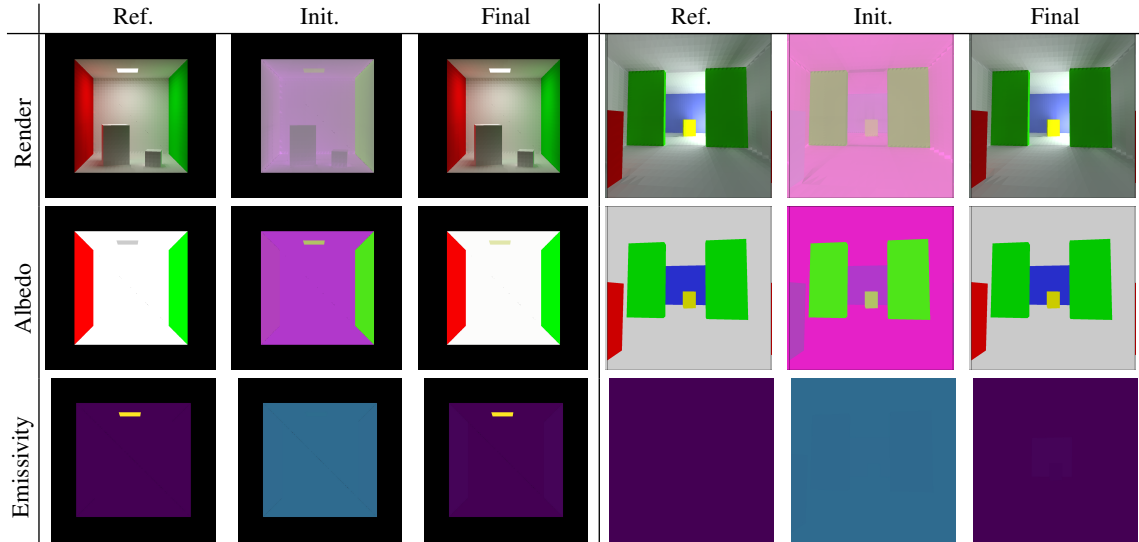 Ref. Init. Final Ref. Init. Final
Render
Albedo
Emissivity